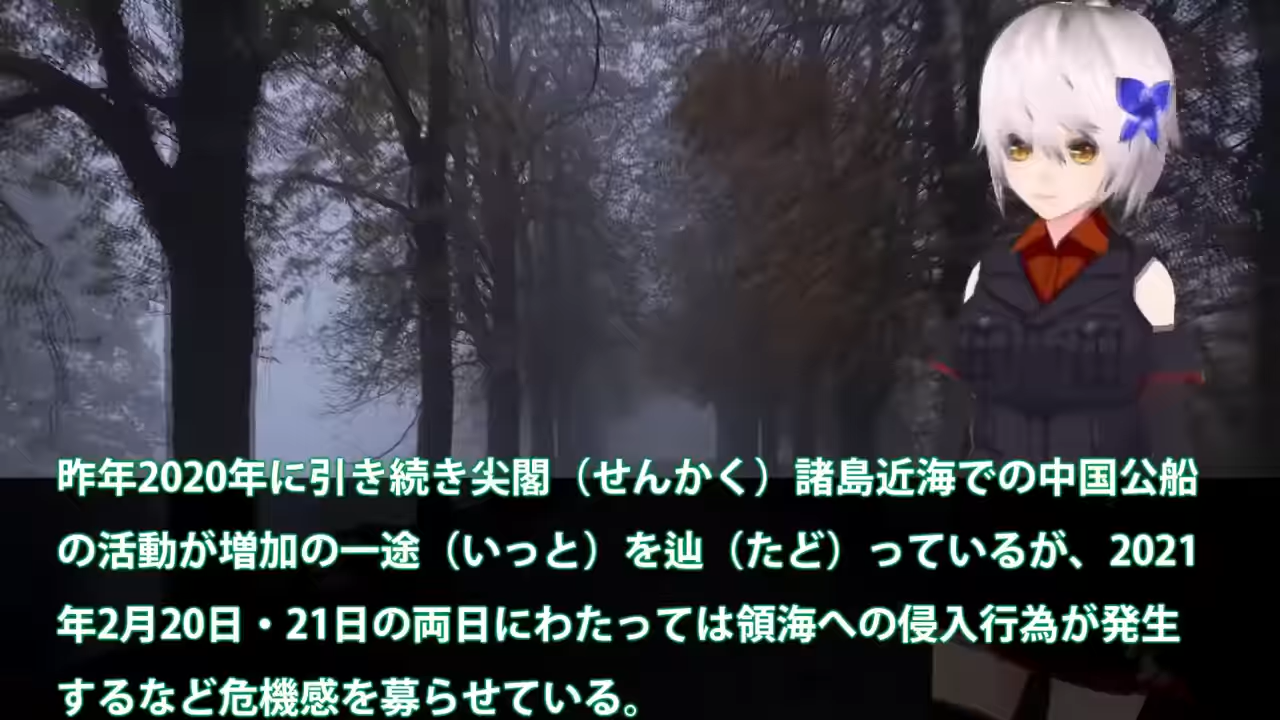 昨年2020年に引き続き尖閣（せんかく）諸島近海での中国公船
の活動が増加の一途（いっと）を辿（たど）っているが、2021
年2月20日・21日の両日にわたっては領海への侵入行為が発生
するなど危機感を募らせている。